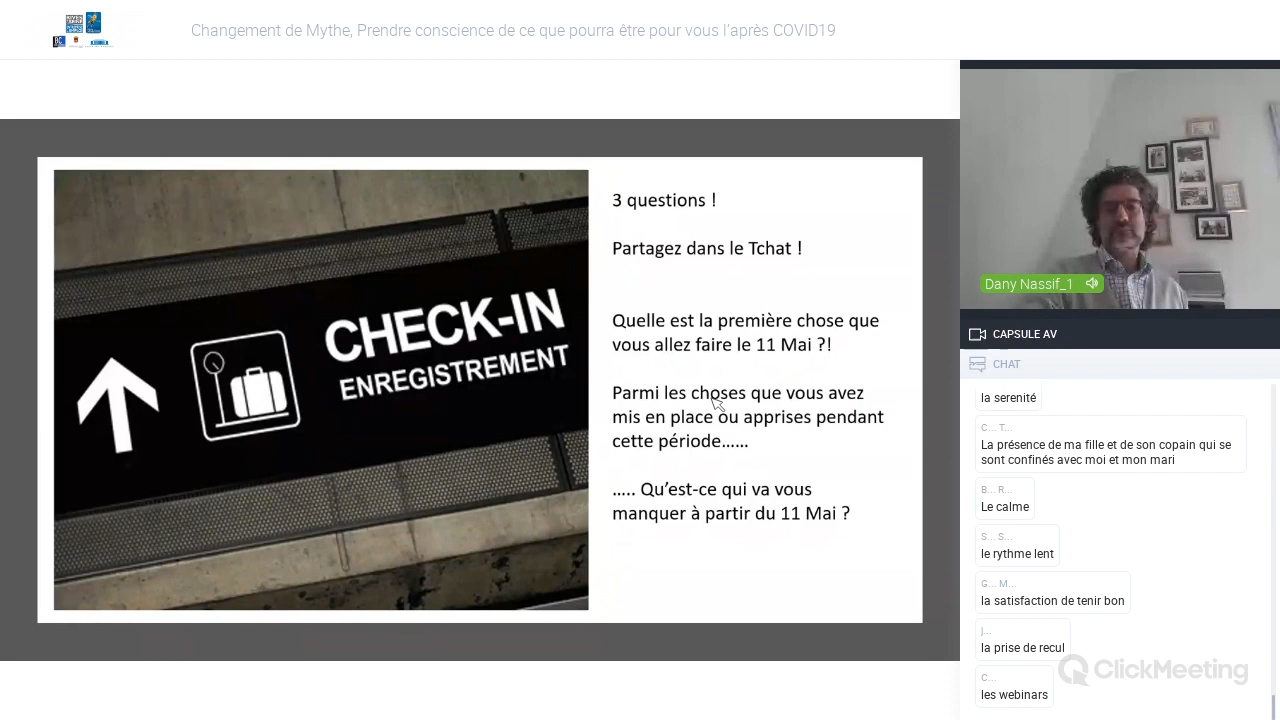 Changement de Mythe, Prendre conscience de ce que pourra être pour vous l'après COVID19
CHECK-IN
ENREGISTREMENT
3 questions !
Partagez dans le Tchat !
Quelle est la première chose que
vous allez faire le 11 Mai ?!
Parmi les choses que vous avez
mis en place ou apprises pendant
cette période......
..... Qu'est-ce qui va vous
manquer à partir du 11 Mai ?
Dany Nassif_1
CAPSULE AV
CHAT
la serenité
C... T...
La présence de ma fille et de son copain qui se
sont confinés avec moi et mon mari
B... R...
Le calme
S... S...
le rythme lent
G... M...
la satisfaction de tenir bon
J...
la prise de recul
C...
les webinars
ClickMeeting